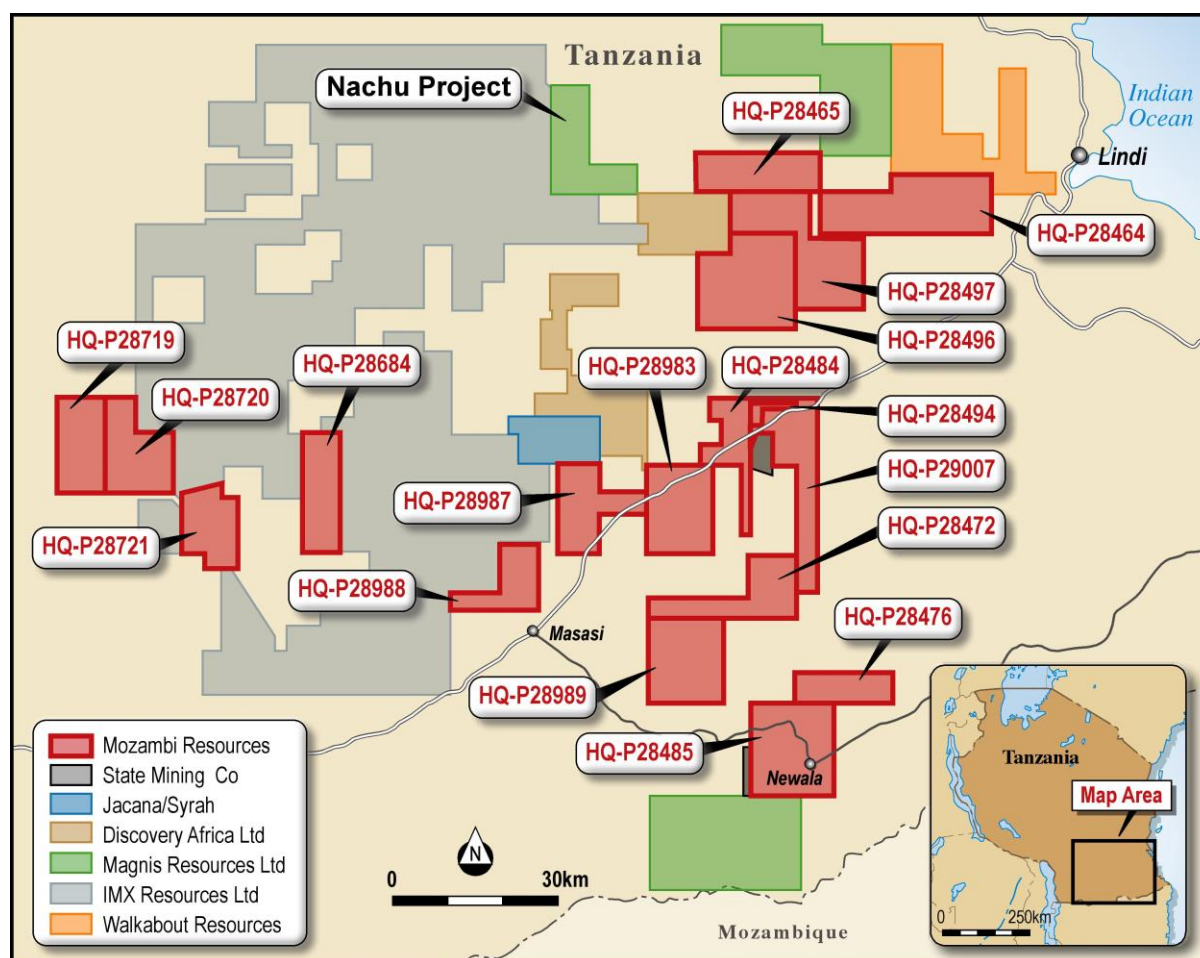 Tanzania
Nachu Project
HQ-P28465
Indian
Ocean
Lindi
HQ-P28464
HQ-P28497
HQ-P28496
HQ-P28719
HQ-P28720
HQ-P28684
HQ-P28983
HQ-P28484
HQ-P28494
HQ-P29007
HQ-P28987
HQ-P28472
HQ-P28721
HQ-P28988
HQ-P28476
Masasi
HQ-P28989
HQ-P28485
Newala
Mozambi Resources
State Mining Co
Jacana/Syrah
Discovery Africa Ltd
Magnis Resources Ltd
IMX Resources Ltd
Walkabout Resources
N
0 30km
Mozambique
Tanzania
Map Area
0 250km